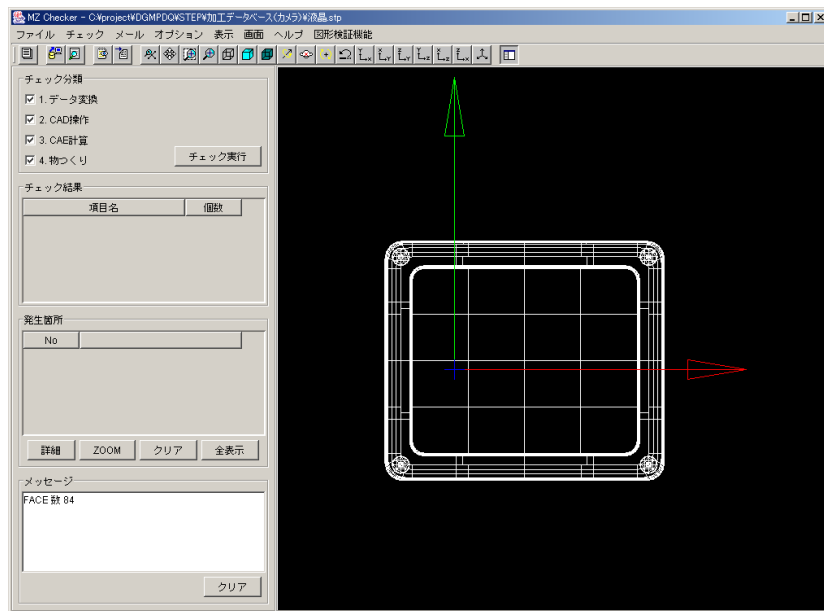 MZ Checker - C:¥project¥DGMPDQ¥STEP¥加工データベース(カメラ)¥液晶.stp
ファイル チェック メール オプション 表示 画面 ヘルプ 図形検証機能
チェック分類
1. データ変換
2. CAD操作
3. CAE計算
4. 物つくり
チェック実行
チェック結果
項目名 個数
発生箇所
No
詳細 ZOOM クリア 全表示
メッセージ
FACE 数 84
クリア